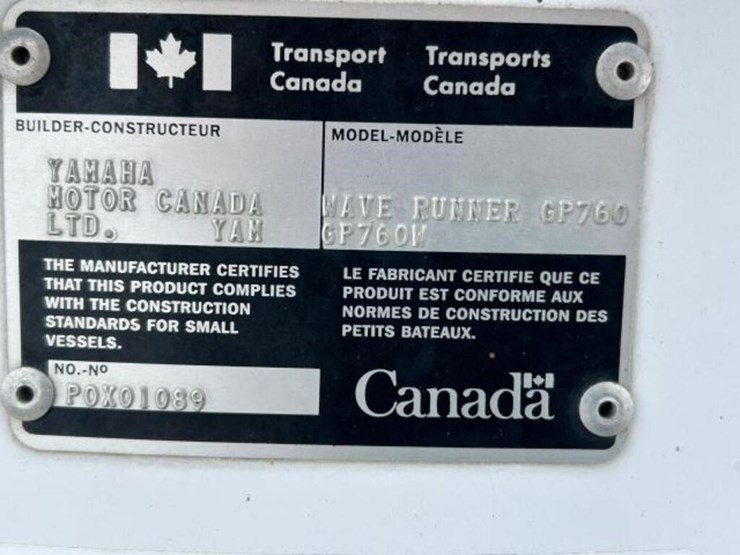 Transport Canada
Transports Canada
BUILDER-CONSTRUCTEUR
YAMAHA
MOTOR CANADA
LTD. YAM
MODEL-MODÈLE
WAVE RUNNER GP760
GP760W
THE MANUFACTURER CERTIFIES
THAT THIS PRODUCT COMPLIES
WITH THE CONSTRUCTION
STANDARDS FOR SMALL
VESSELS.
LE FABRICANT CERTIFIE QUE CE
PRODUIT EST CONFORME AUX
NORMES DE CONSTRUCTION DES
PETITS BATEAUX.
NO.-Nº
POX01089
Canada